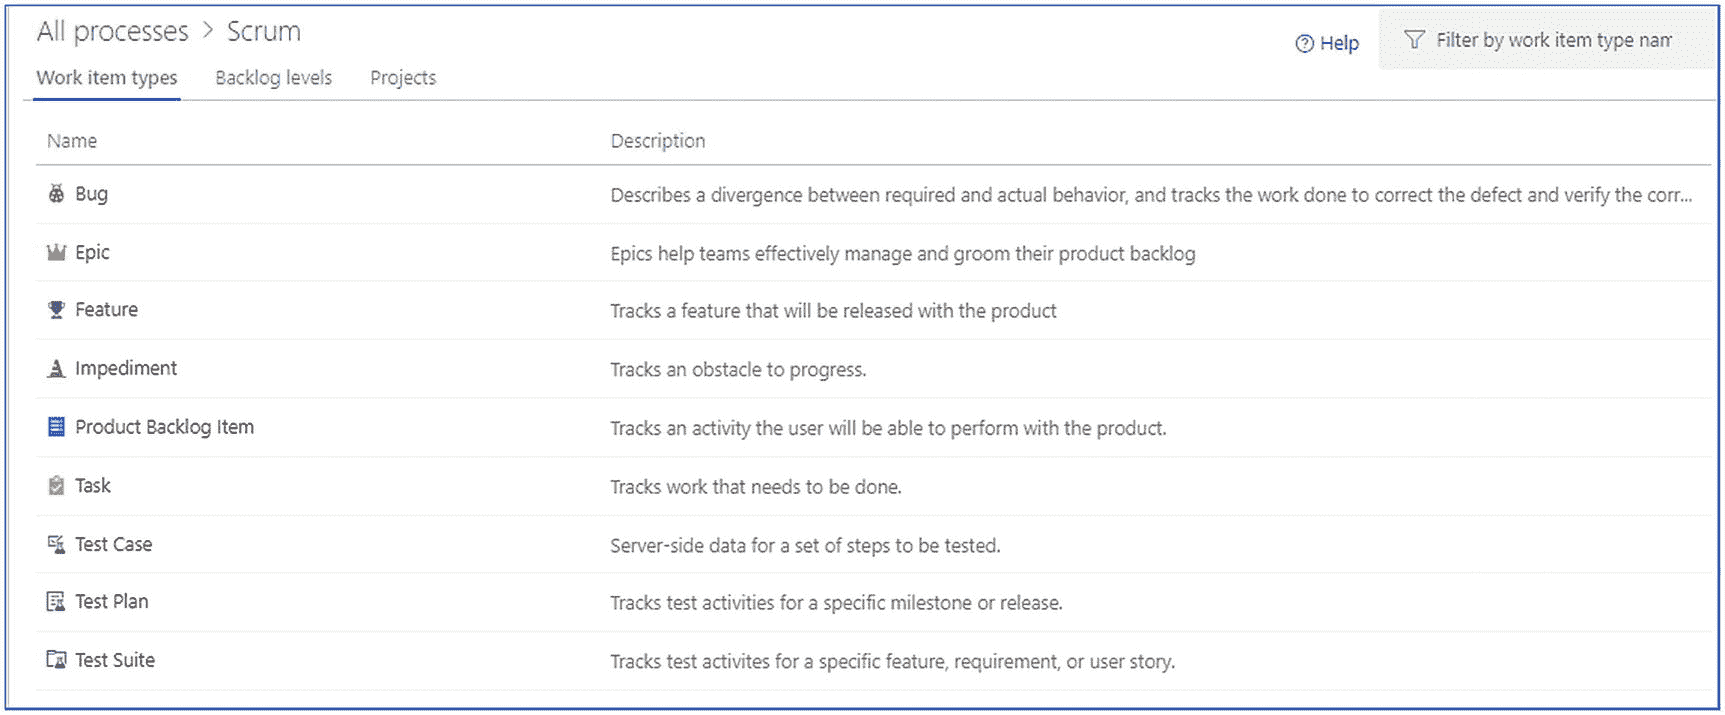 All processes > Scrum
Help
Filter by work item type nam
Work item types Backlog levels Projects
Name Description
Bug Describes a divergence between required and actual behavior, and tracks the work done to correct the defect and verify the corr...
Epic Epics help teams effectively manage and groom their product backlog
Feature Tracks a feature that will be released with the product
Impediment Tracks an obstacle to progress.
Product Backlog Item Tracks an activity the user will be able to perform with the product.
Task Tracks work that needs to be done.
Test Case Server-side data for a set of steps to be tested.
Test Plan Tracks test activities for a specific milestone or release.
Test Suite Tracks test activites for a specific feature, requirement, or user story.